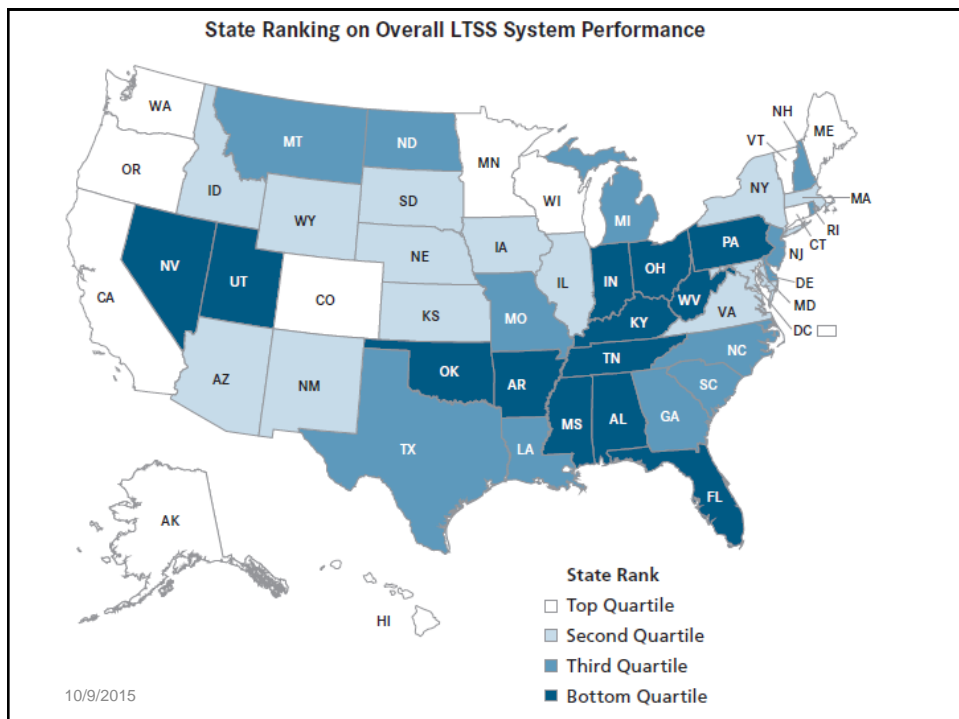 State Ranking on Overall LTSS System Performance
WA
MT
ND
MN
OR
ID
WY
SD
WI
MI
NH
VT
ME
NY
MA
RI
CT
NJ
DE
MD
DC
PA
NV
UT
CA
CO
NE
IA
KS
IL
IN
OH
WV
VA
KY
MO
NC
TN
SC
AZ
NM
OK
AR
MS
AL
GA
TX
LA
FL
AK
HI
State Rank
Top Quartile
Second Quartile
Third Quartile
Bottom Quartile
10/9/2015